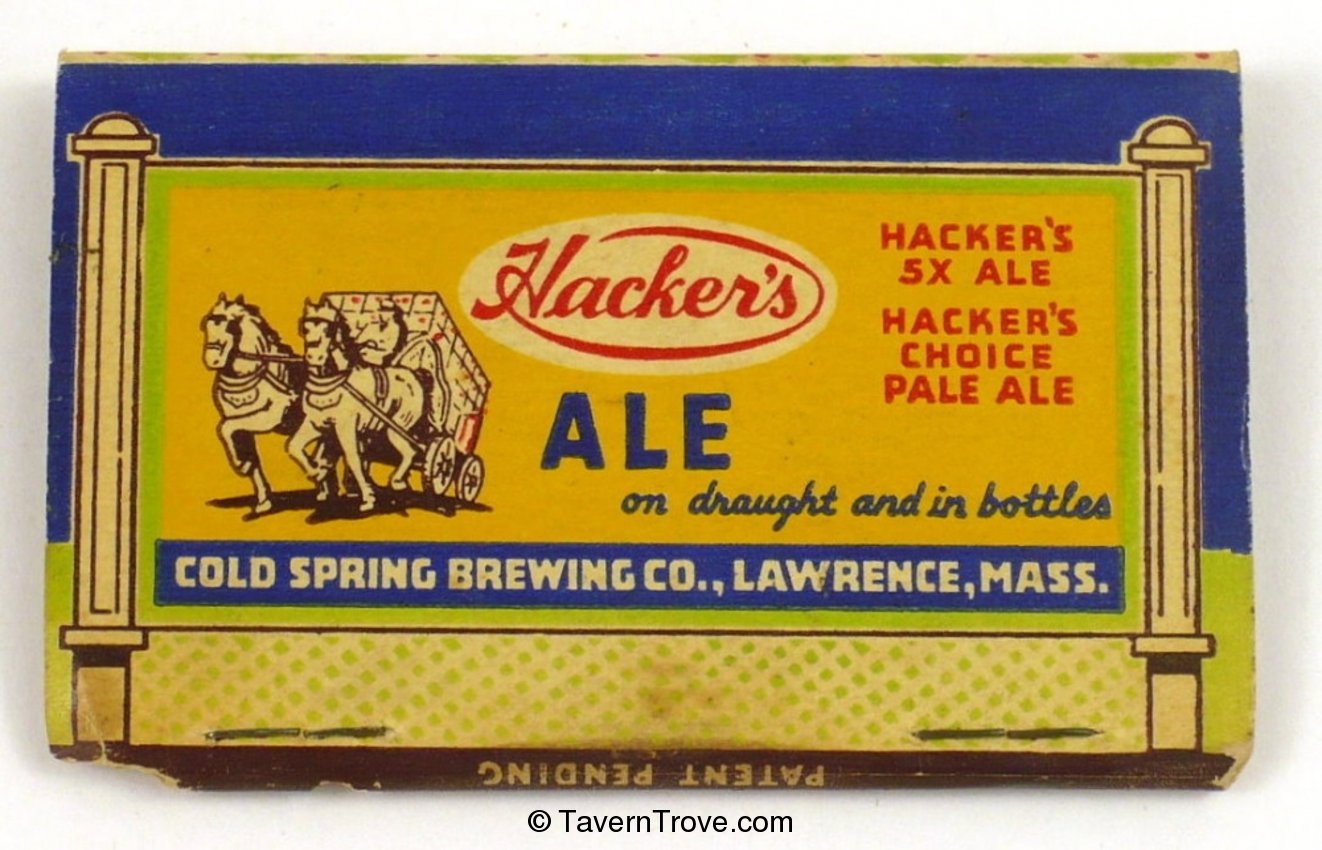 Hacker's
ALE
on draught and in bottles
HACKER'S
5X ALE
HACKER'S
CHOICE
PALE ALE
COLD SPRING BREWING CO., LAWRENCE, MASS.
PATENT PENDING
© TavernTrove.com